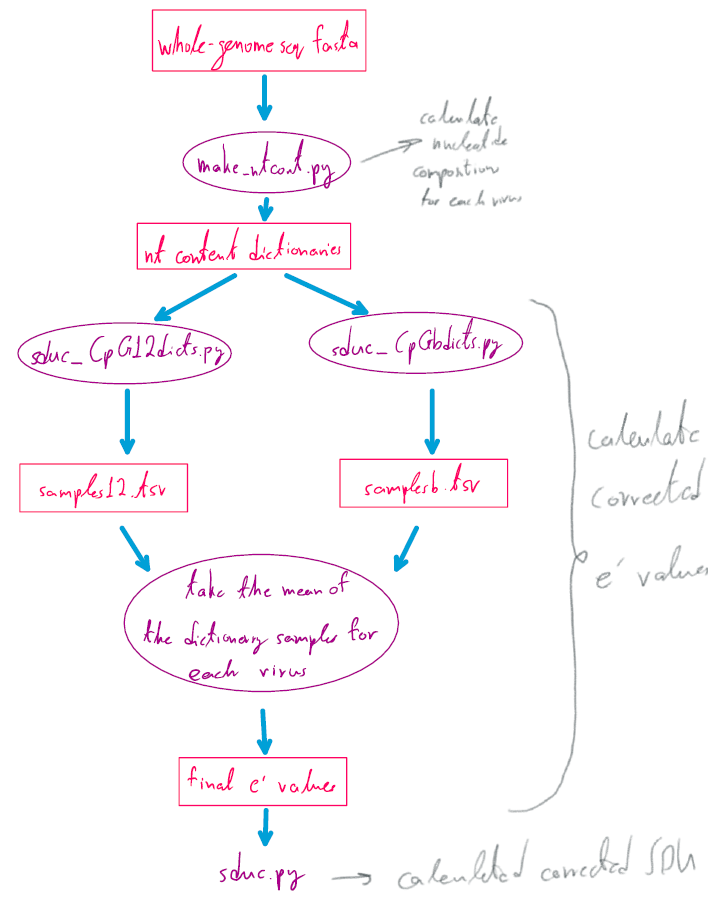 whole-genome seq fasta
calculate
nucleotide
make_ntcont.py
composition
for each virus
nt content dictionaries
sduc_CpG12dicts.py
sduc_CpGbdicts.py
calculate
corrected
e' values
samples12.tsv
samplesb.tsv
take the mean of
the dictionary samples for
each virus
final e' values
sduc.py
calculated corrected SDU